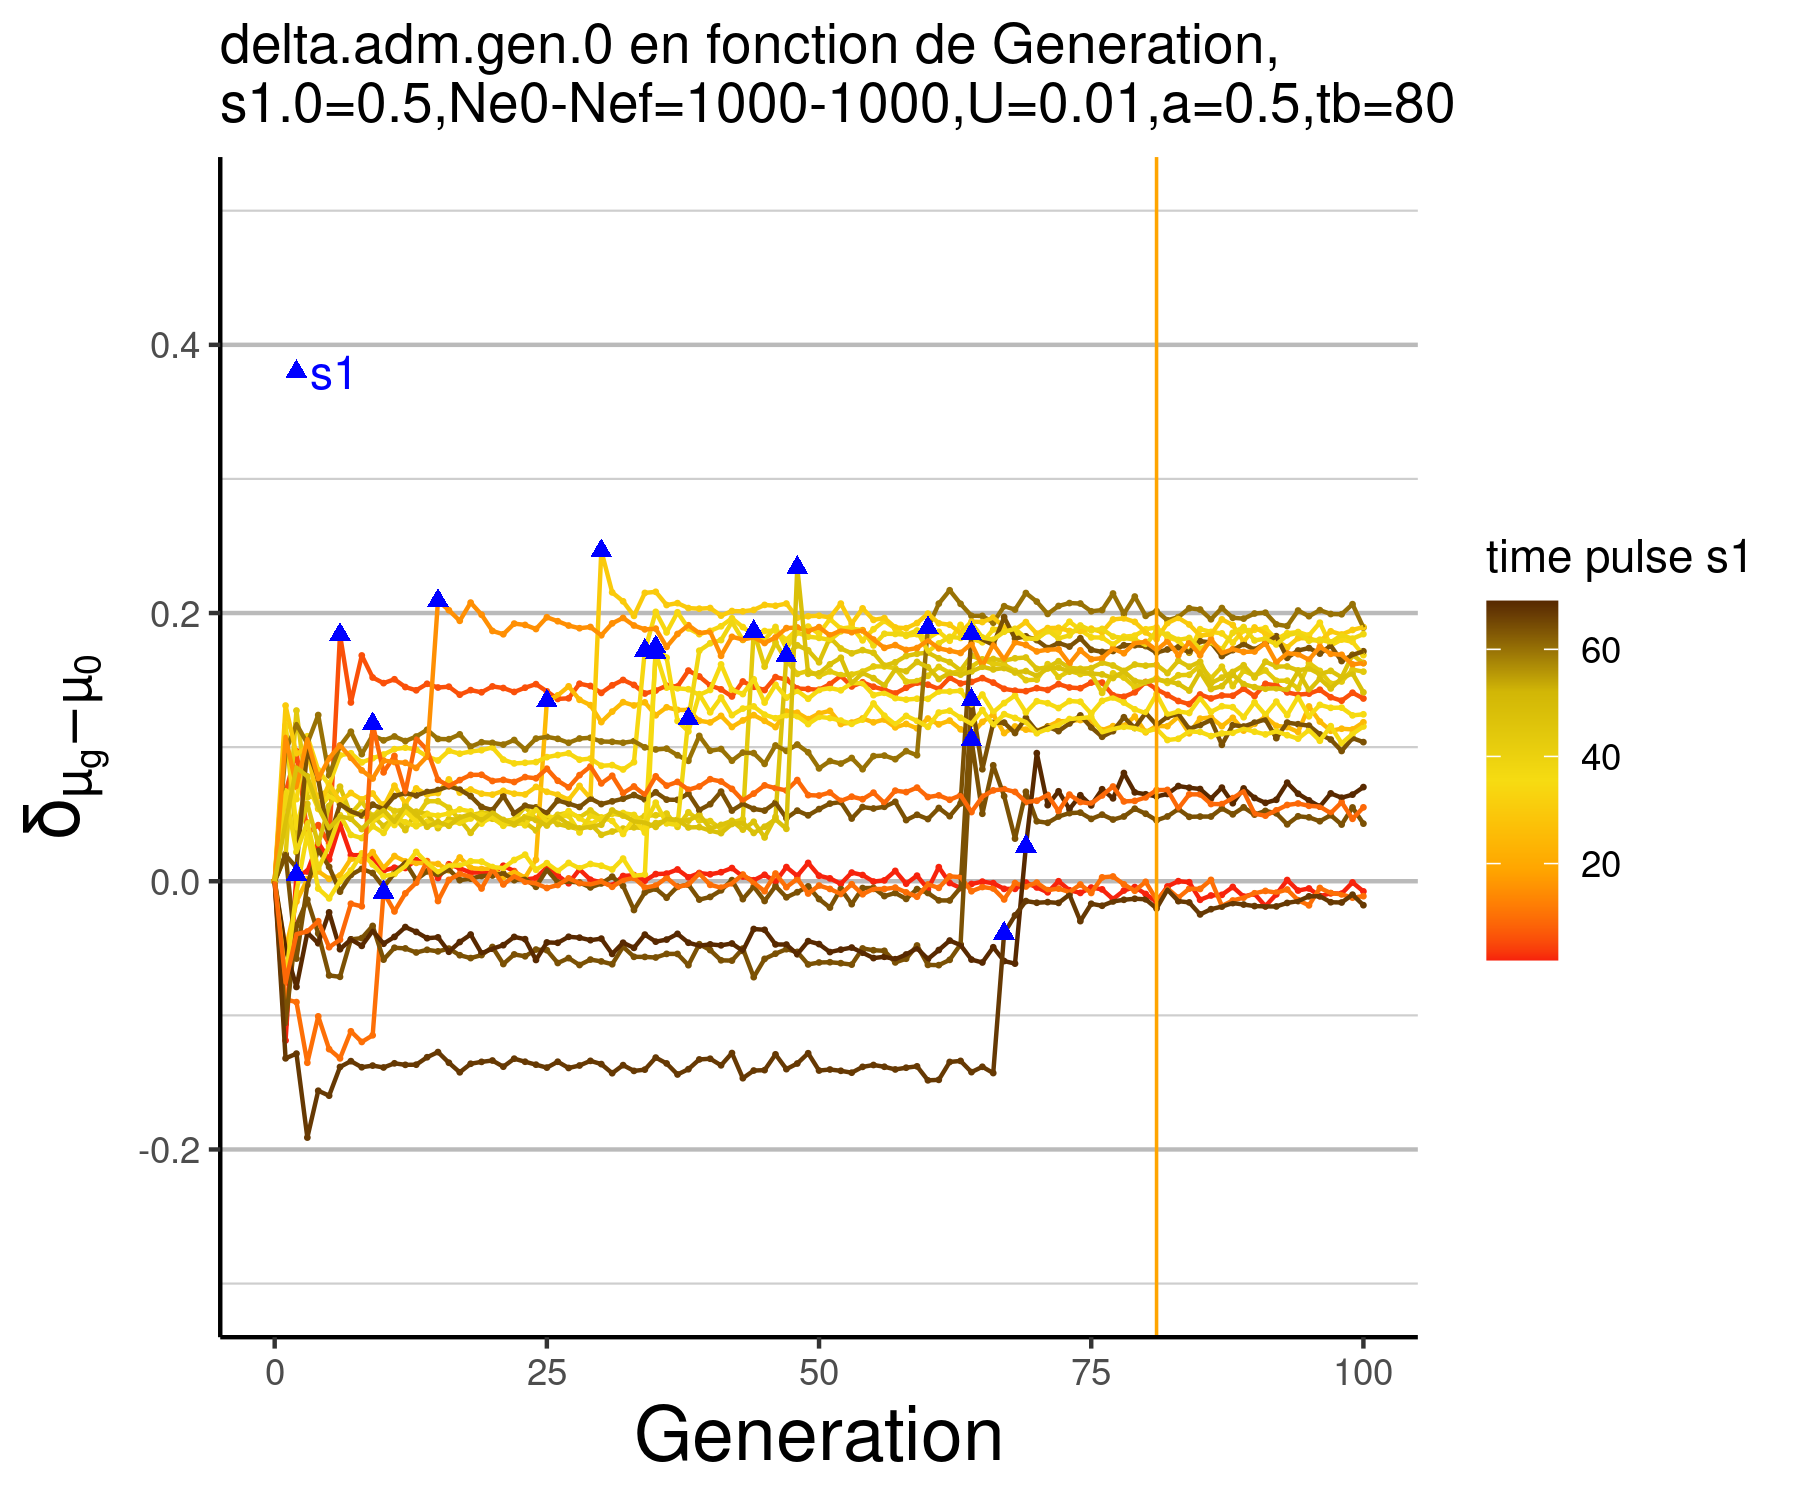 delta.adm.gen.0 en fonction de Generation,
s1.0=0.5,Ne0-Nef=1000-1000,U=0.01,a=0.5,tb=80
0.4
0.2
0.0
-0.2
δμg−μ0
s1
0 25 50 75 100
Generation
time pulse s1
60
40
20